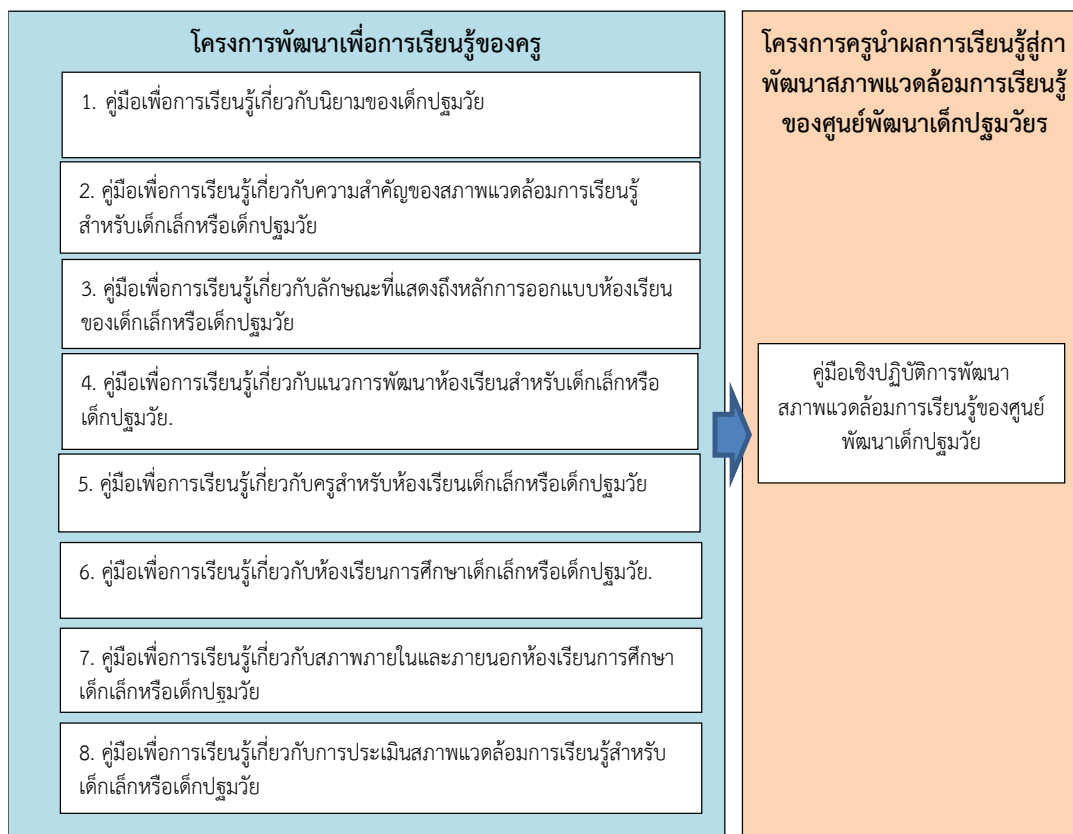 โครงการพัฒนาเพื่อการเรียนรู้ของครู
1. คู่มือเพื่อการเรียนรู้เกี่ยวกับนิยามของเด็กปฐมวัย
2. คู่มือเพื่อการเรียนรู้เกี่ยวกับความสำคัญของสภาพแวดล้อมการเรียนรู้
สำหรับเด็กเล็กหรือเด็กปฐมวัย
3. คู่มือเพื่อการเรียนรู้เกี่ยวกับลักษณะที่แสดงถึงหลักการออกแบบห้องเรียน
ของเด็กเล็กหรือเด็กปฐมวัย
4. คู่มือเพื่อการเรียนรู้เกี่ยวกับแนวการพัฒนาห้องเรียนสำหรับเด็กเล็กหรือ
เด็กปฐมวัย.
5. คู่มือเพื่อการเรียนรู้เกี่ยวกับครูสำหรับห้องเรียนเด็กเล็กหรือเด็กปฐมวัย
6. คู่มือเพื่อการเรียนรู้เกี่ยวกับห้องเรียนการศึกษาเด็กเล็กหรือเด็กปฐมวัย.
7. คู่มือเพื่อการเรียนรู้เกี่ยวกับสภาพภายในและภายนอกห้องเรียนการศึกษา
เด็กเล็กหรือเด็กปฐมวัย
8. คู่มือเพื่อการเรียนรู้เกี่ยวกับการประเมินสภาพแวดล้อมการเรียนรู้สำหรับ
เด็กเล็กหรือเด็กปฐมวัย
โครงการครูนำผลการเรียนรู้สู่กา
พัฒนาสภาพแวดล้อมการเรียนรู้
ของศูนย์พัฒนาเด็กปฐมวัยร
คู่มือเชิงปฏิบัติการพัฒนา
สภาพแวดล้อมการเรียนรู้ของศูนย์
พัฒนาเด็กปฐมวัย